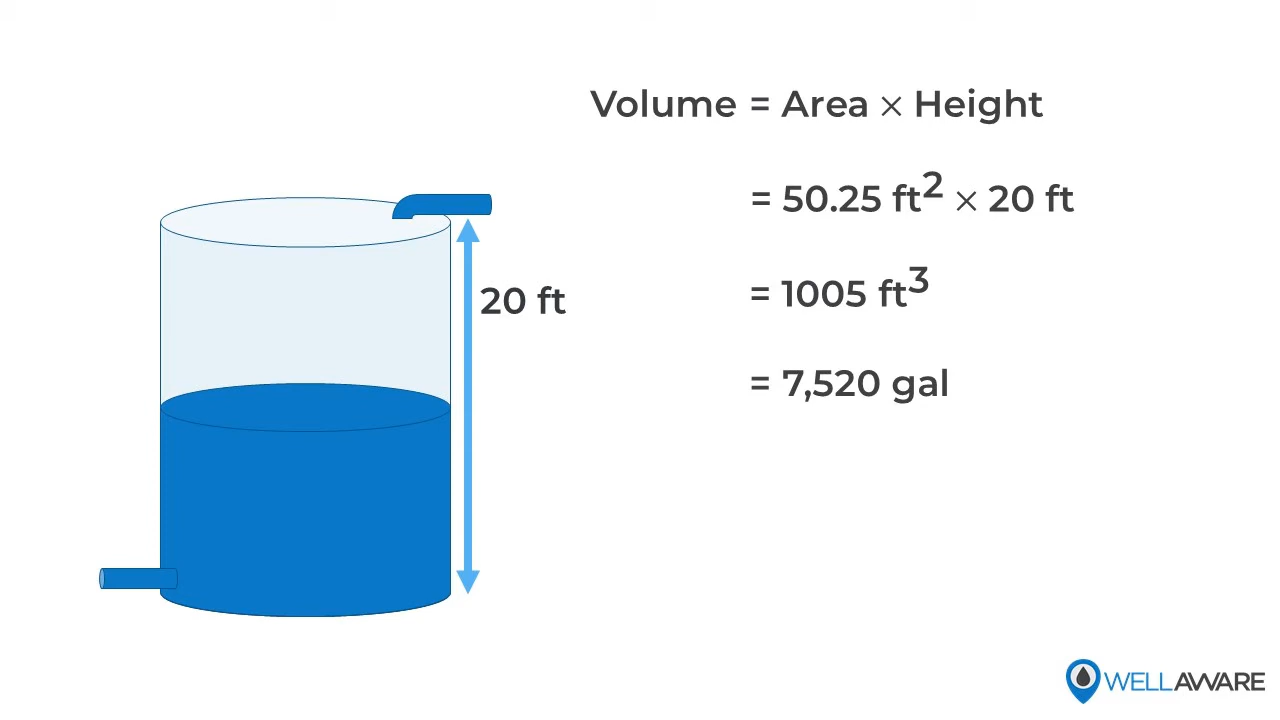 Volume = Area × Height
= 50.25 ft² × 20 ft
20 ft
= 1005 ft³
= 7,520 gal
WELLAWARE